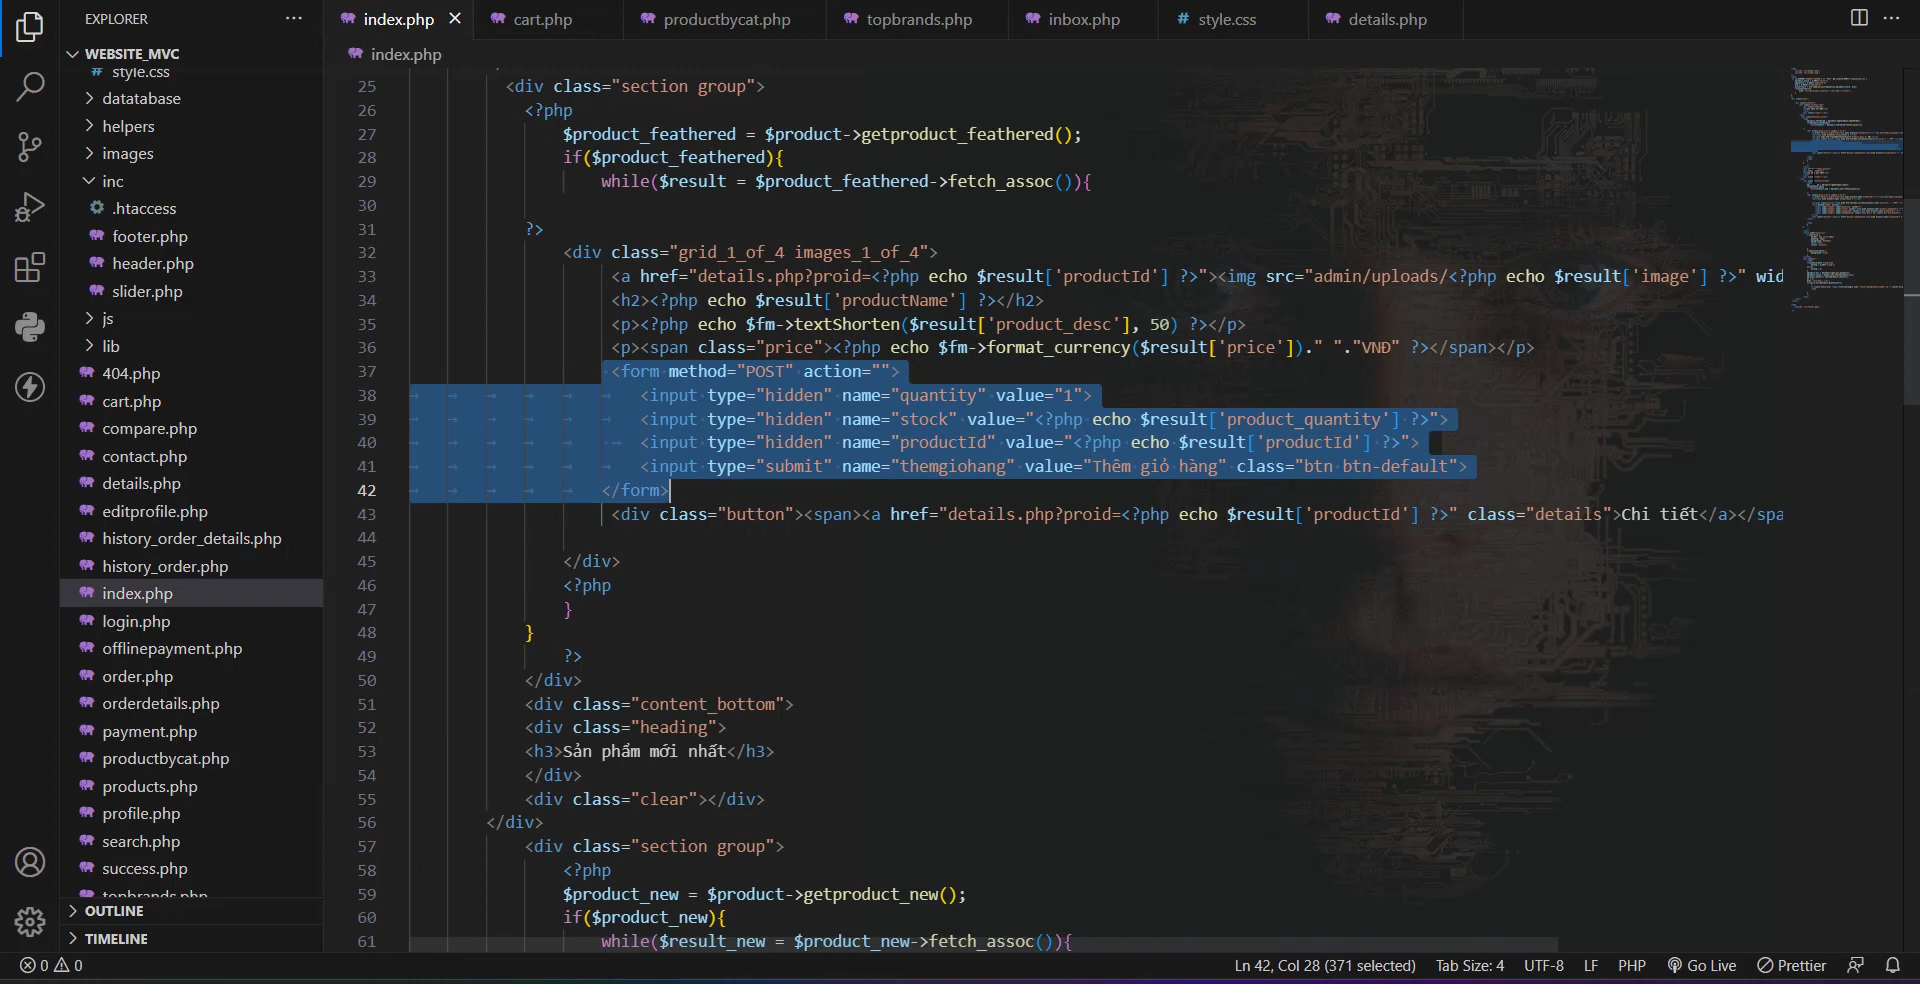 EXPLORER
···
index.php
cart.php
productbycat.php
topbrands.php
inbox.php
style.css
details.php
WEBSITE_MVC
style.css
datatabase
helpers
images
inc
.htaccess
footer.php
header.php
slider.php
js
lib
404.php
cart.php
compare.php
contact.php
details.php
editprofile.php
history_order_details.php
history_order.php
index.php
login.php
offlinepayment.php
order.php
orderdetails.php
payment.php
productbycat.php
products.php
profile.php
search.php
success.php
topbrands.php
OUTLINE
TIMELINE
index.php
25 <div class="section group">
26 <?php
27 $product_feathered = $product->getproduct_feathered();
28 if($product_feathered){
29 while($result = $product_feathered->fetch_assoc()){
30
31 ?>
32 <div class="grid_1_of_4 images_1_of_4">
33 <a href="details.php?proid=<?php echo $result['productId'] ?>"><img src="admin/uploads/<?php echo $result['image'] ?>" wid
34 <h2><?php echo $result['productName'] ?></h2>
35 <p><?php echo $fm->textShorten($result['product_desc'], 50) ?></p>
36 <p><span class="price"><?php echo $fm->format_currency($result['price'])." "."VNĐ" ?></span></p>
37 <form method="POST" action="">
38 <input type="hidden" name="quantity" value="1">
39 <input type="hidden" name="stock" value="<?php echo $result['product_quantity'] ?>">
40 <input type="hidden" name="productId" value="<?php echo $result['productId'] ?>">
41 <input type="submit" name="themgiohang" value="Thêm giỏ hàng" class="btn btn-default">
42 </form>
43 <div class="button"><span><a href="details.php?proid=<?php echo $result['productId'] ?>" class="details">Chi tiết</a></spa
44
45 </div>
46 <?php
47 }
48 }
49 ?>
50 </div>
51 <div class="content_bottom">
52 <div class="heading">
53 <h3>Sản phẩm mới nhất</h3>
54 </div>
55 <div class="clear"></div>
56 </div>
57 <div class="section group">
58 <?php
59 $product_new = $product->getproduct_new();
60 if($product_new){
61 while($result_new = $product_new->fetch_assoc()){
0 0
Ln 42, Col 28 (371 selected) Tab Size: 4 UTF-8 LF PHP Go Live Prettier